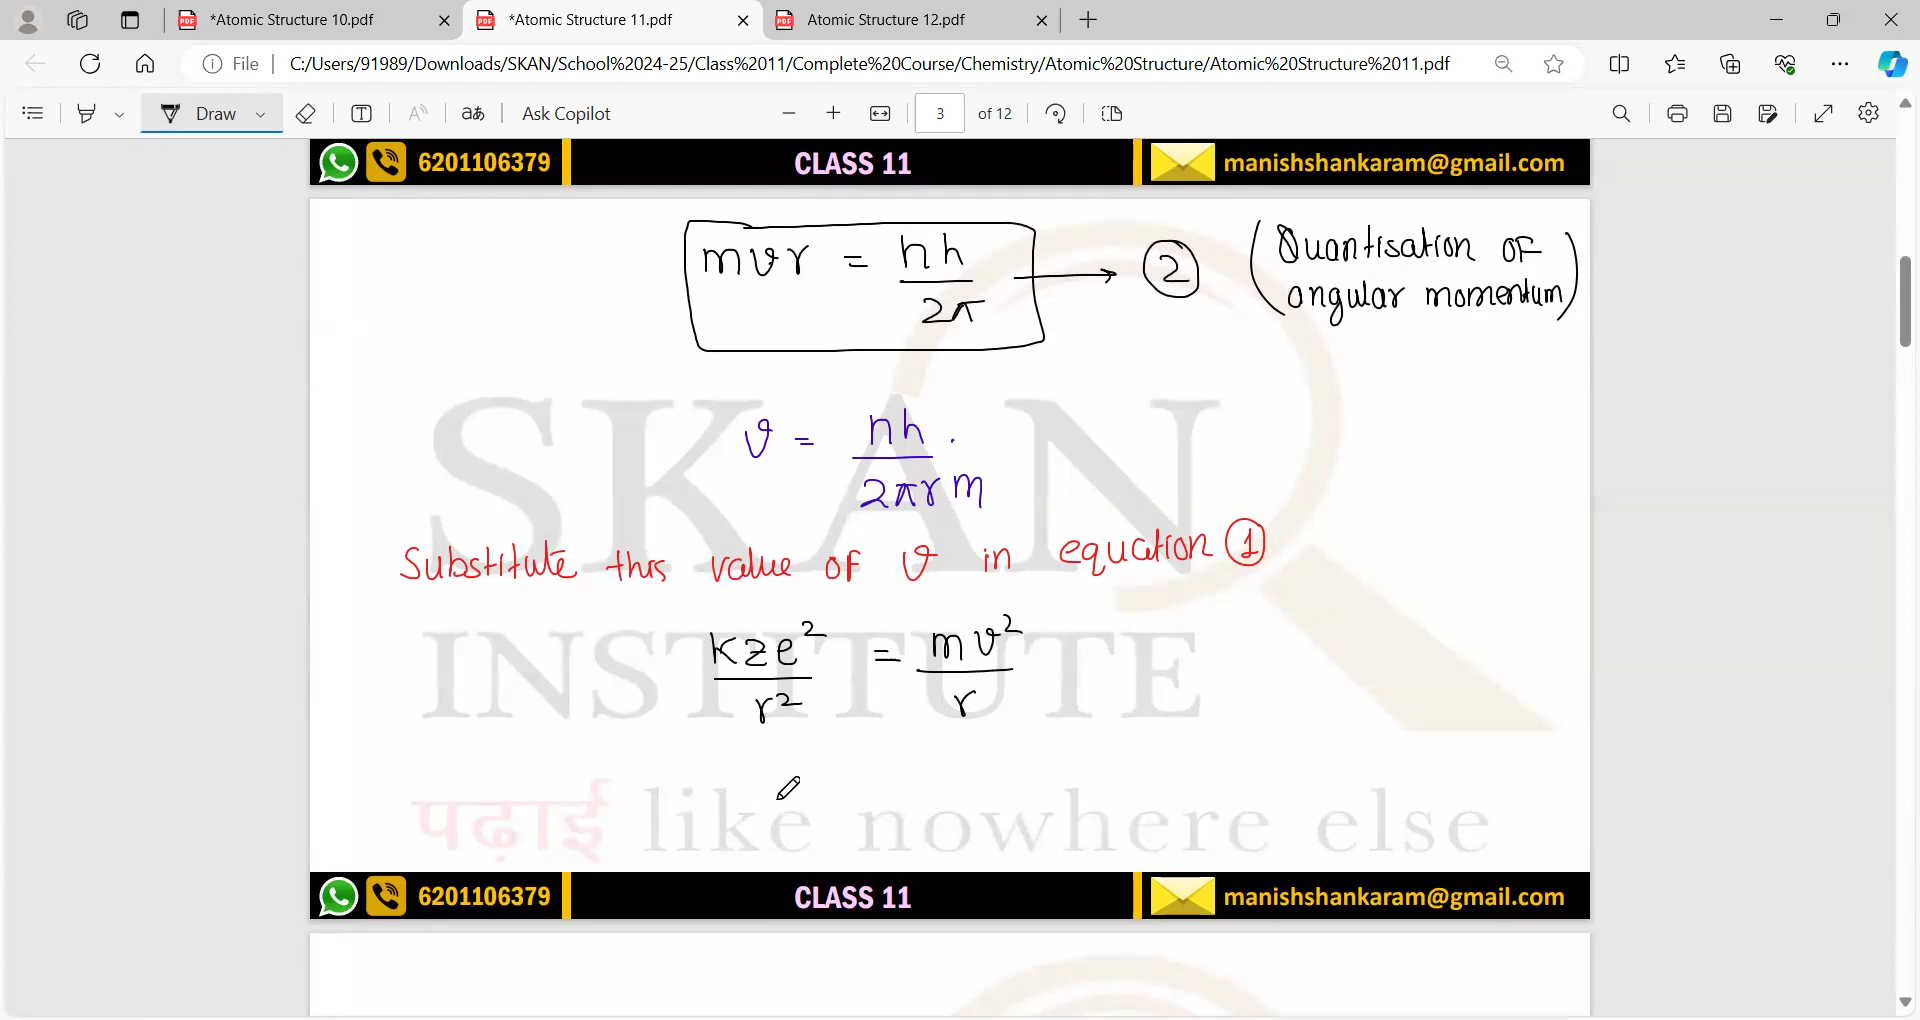 *Atomic Structure 10.pdf
*Atomic Structure 11.pdf
Atomic Structure 12.pdf
File
C:/Users/91989/Downloads/SKAN/School%2024-25/Class%2011/Complete%20Course/Chemistry/Atomic%20Structure/Atomic%20Structure%2011.pdf
Draw
aあ
Ask Copilot
3 of 12
6201106379 CLASS 11 manishshankaram@gmail.com
mvr = nh/2π → ② (Quantisation of
angular momentum)
v = nh/2πrm
Substitute this value of v in equation ①
kze²/r² = mv²/r
SKAN
INSTITUTE
पढ़ाई like nowhere else
6201106379 CLASS 11 manishshankaram@gmail.com